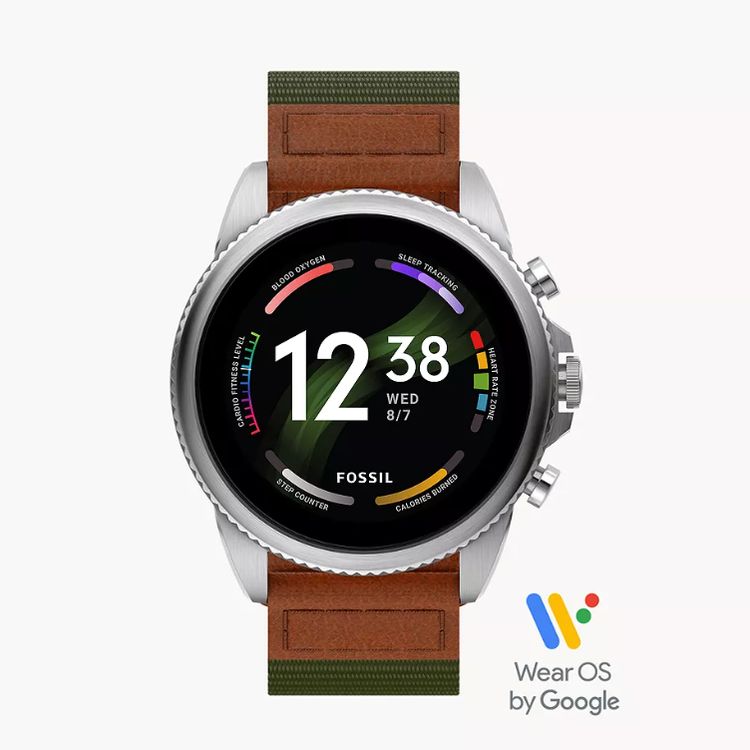 BLOOD OXYGEN
SLEEP TRACKING
CARDIO FITNESS LEVEL
12 38
WED
8/7
HEART RATE ZONE
FOSSIL
STEP COUNTER
CALORIES BURNED
Wear OS
by Google